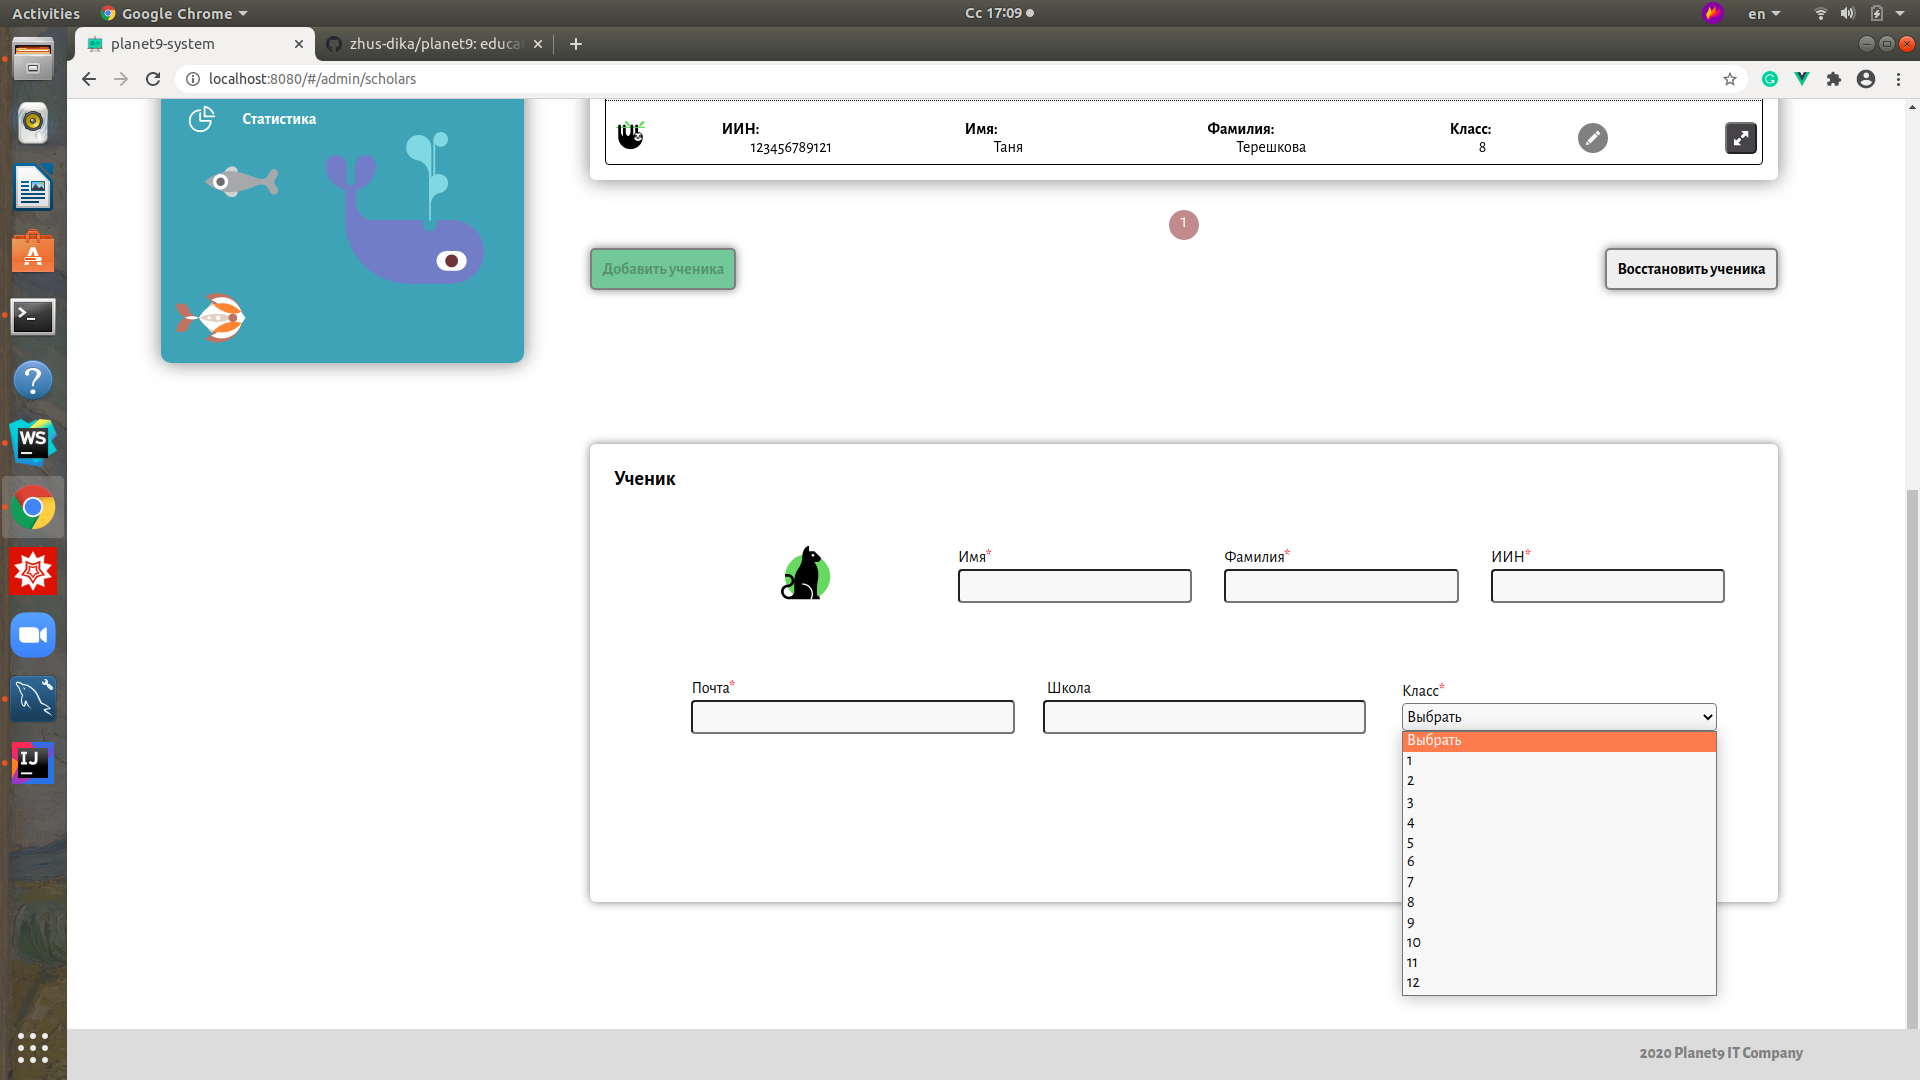 Activities
Google Chrome
Сс 17:09
en
planet9-system
zhus-dika/planet9: educa
localhost:8080/#/admin/scholars
Статистика
ИИН:
123456789121
Имя:
Таня
Фамилия:
Терешкова
Класс:
8
1
Добавить ученика
Восстановить ученика
Ученик
Имя*
Фамилия*
ИИН*
Почта*
Школа
Класс*
Выбрать
Выбрать
1
2
3
4
5
6
7
8
9
10
11
12
WS
IJ
2020 Planet9 IT Company